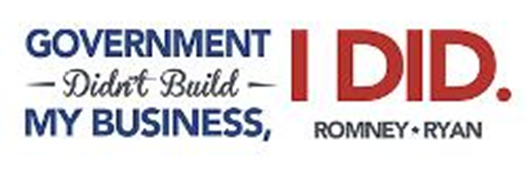 GOVERNMENT
Didn't Build
MY BUSINESS,
I DID.
ROMNEY★RYAN